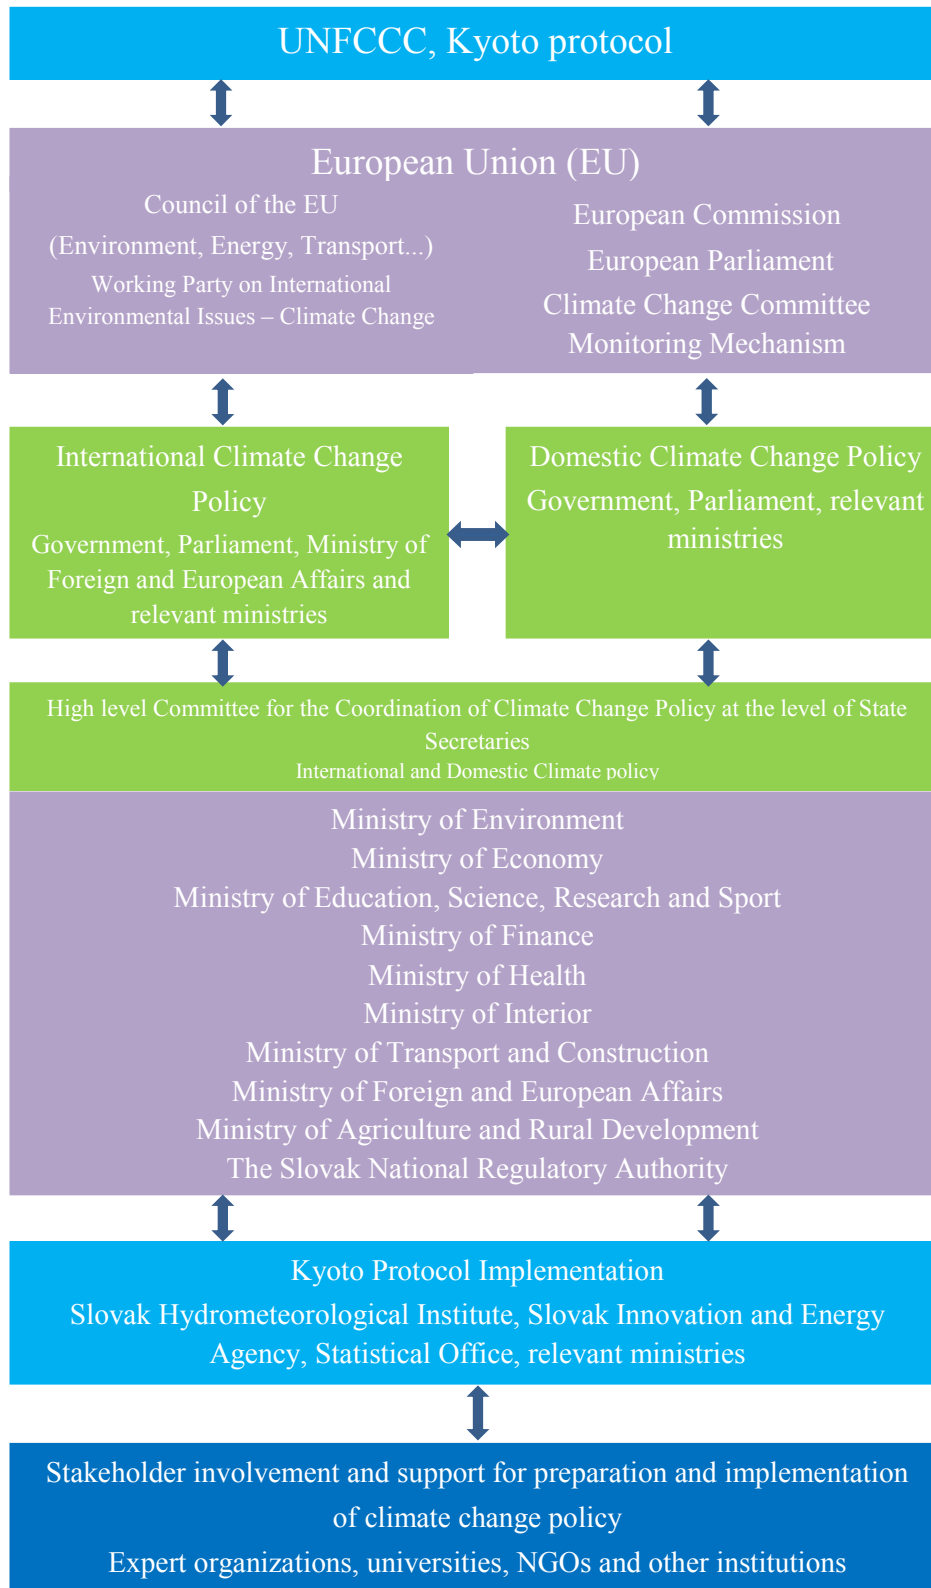 UNFCCC, Kyoto protocol
European Union (EU)
Council of the EU
(Environment, Energy, Transport...)
Working Party on International
Environmental Issues – Climate Change
European Commission
European Parliament
Climate Change Committee
Monitoring Mechanism
International Climate Change
Policy
Government, Parliament, Ministry of
Foreign and European Affairs and
relevant ministries
Domestic Climate Change Policy
Government, Parliament, relevant
ministries
High level Committee for the Coordination of Climate Change Policy at the level of State
Secretaries
International and Domestic Climate policy
Ministry of Environment
Ministry of Economy
Ministry of Education, Science, Research and Sport
Ministry of Finance
Ministry of Health
Ministry of Interior
Ministry of Transport and Construction
Ministry of Foreign and European Affairs
Ministry of Agriculture and Rural Development
The Slovak National Regulatory Authority
Kyoto Protocol Implementation
Slovak Hydrometeorological Institute, Slovak Innovation and Energy
Agency, Statistical Office, relevant ministries
Stakeholder involvement and support for preparation and implementation
of climate change policy
Expert organizations, universities, NGOs and other institutions